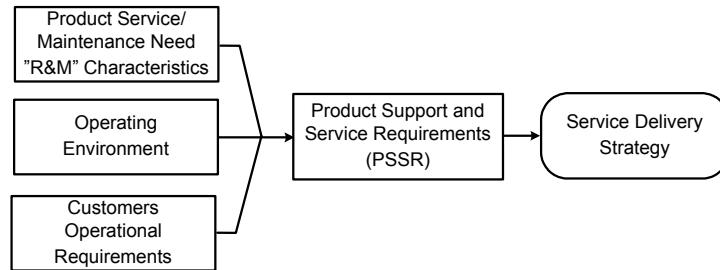 Product Service/
Maintenance Need
”R&M” Characteristics
Operating
Environment
Customers
Operational
Requirements
Product Support and
Service Requirements
(PSSR)
Service Delivery
Strategy